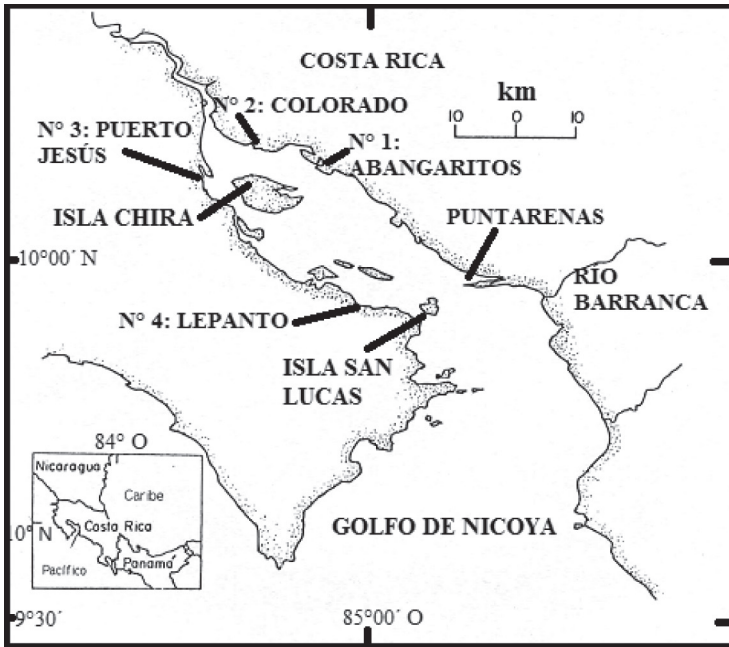 COSTA RICA
km
10 0 10
N° 2: COLORADO
N° 3: PUERTO
JESÚS
N° 1:
ABANGARITOS
ISLA CHIRA
PUNTARENAS
10°00´N
RIO
BARRANCA
N° 4: LEPANTO
ISLA SAN
LUCAS
84° O
Nicaragua
Caribe
Costa Rica
10° N
Panamá
Pacífico
GOLFO DE NICOYA
9°30´
85°00´ O